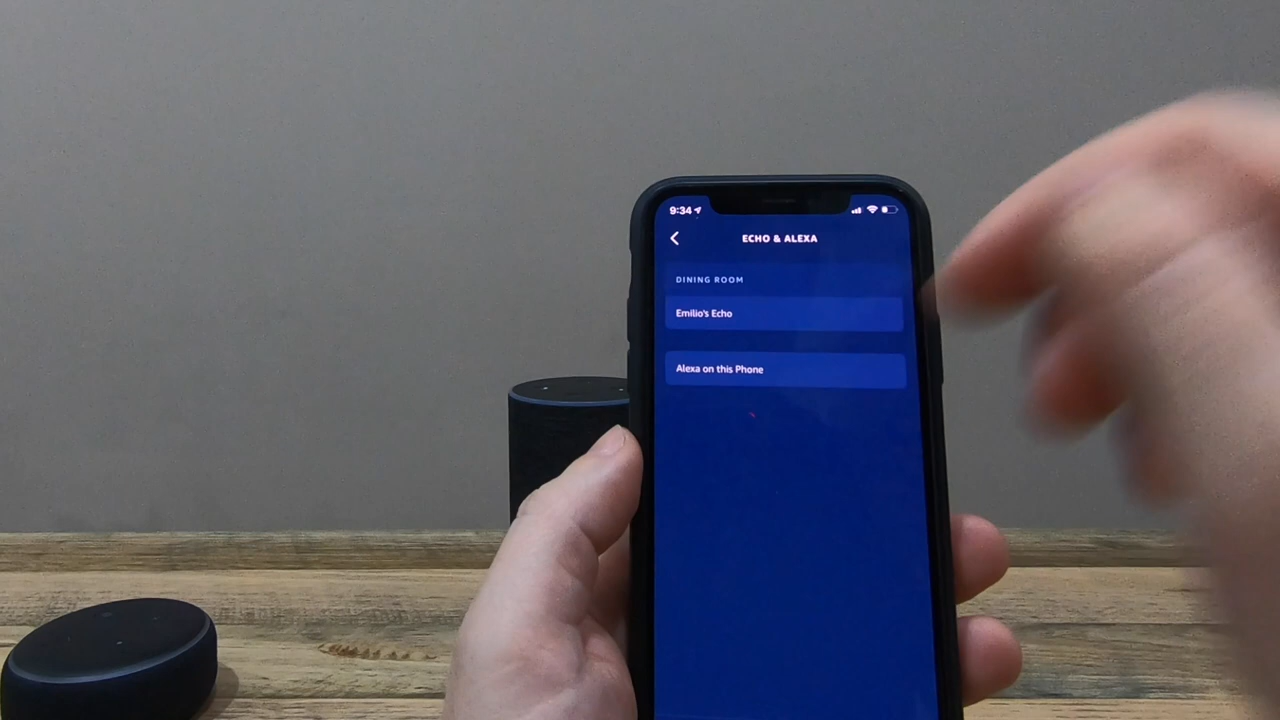 9:34
ECHO & ALEXA
DINING ROOM
Emilio's Echo
Alexa on this Phone